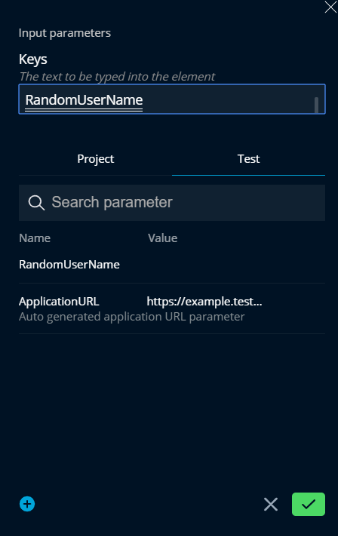 Input parameters
Keys
The text to be typed into the element
RandomUserName
Project Test
Search parameter
Name Value
RandomUserName
ApplicationURL https://example.test...
Auto generated application URL parameter